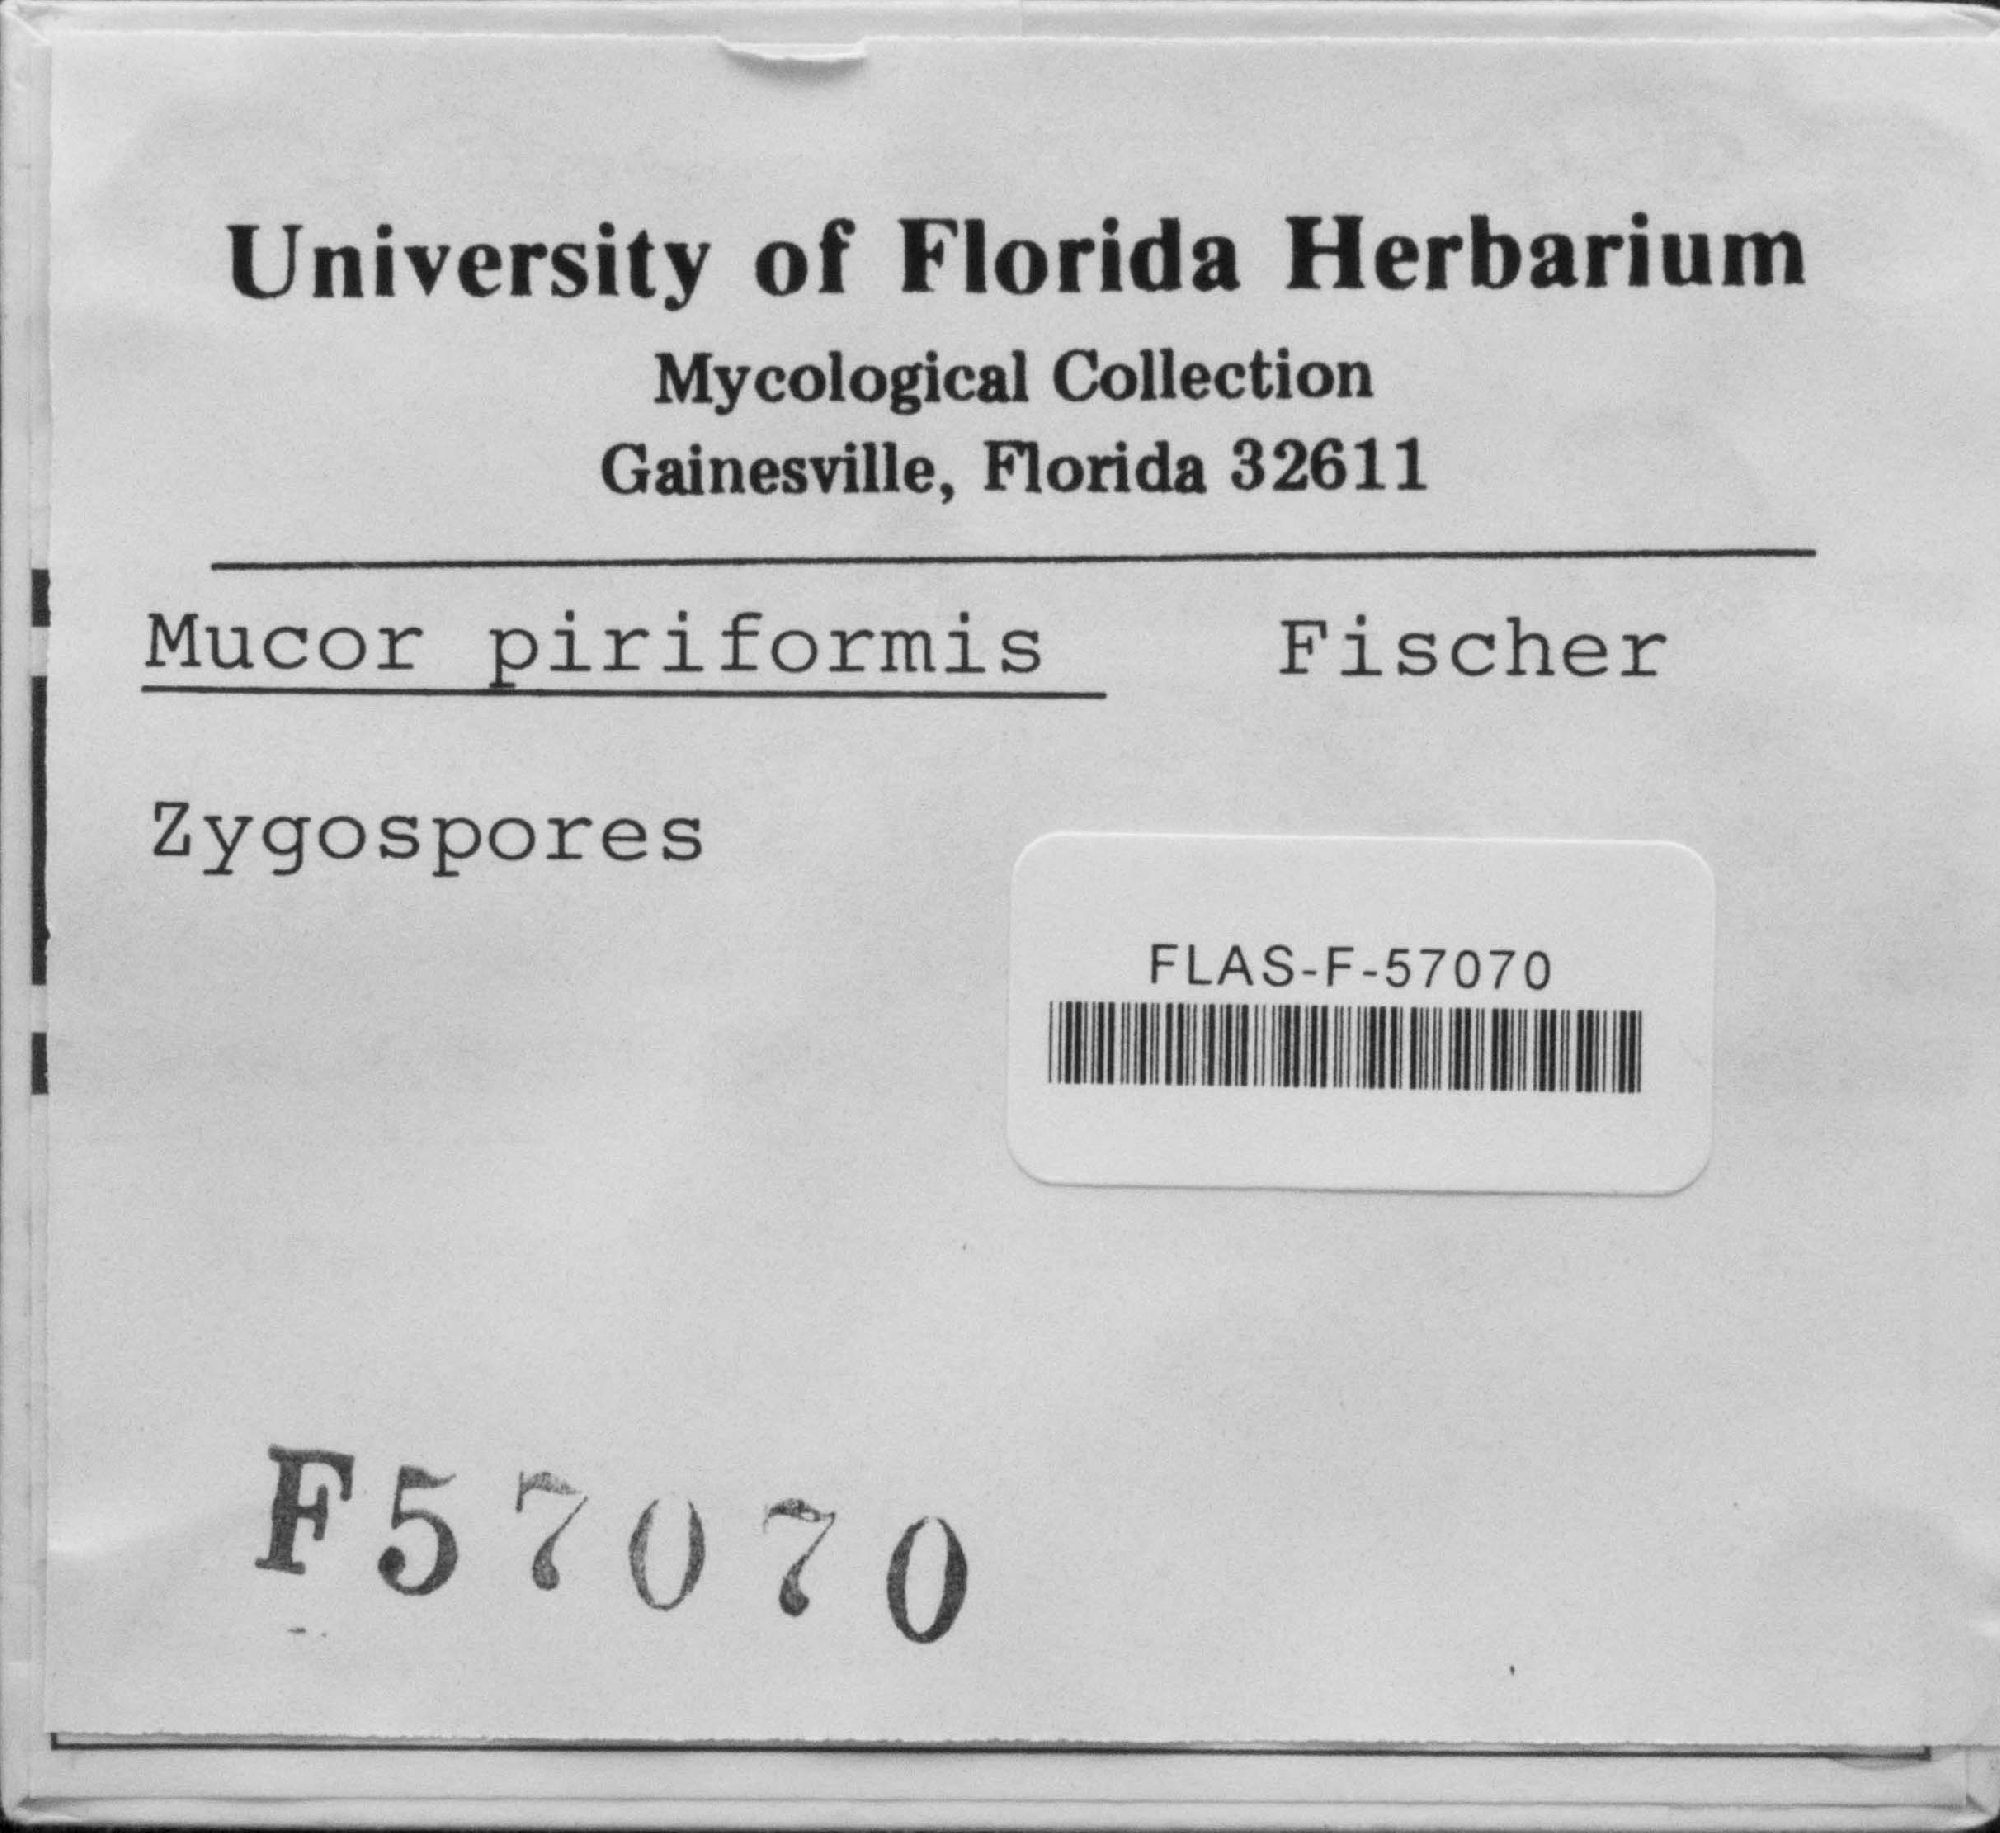 University of Florida Herbarium
Mycological Collection
Gainesville, Florida 32611
Mucor piriformis Fischer
Zygospores
FLAS-F-57070
F57070